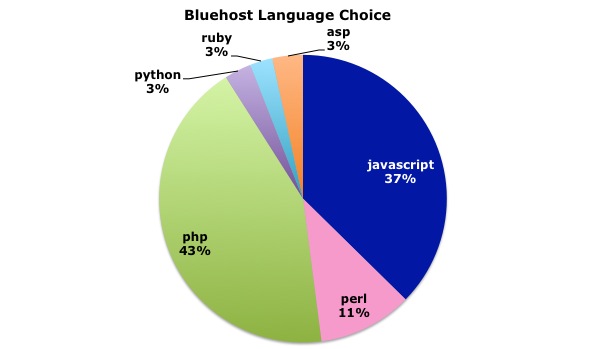 Bluehost Language Choice
asp
3%
ruby
3%
python
3%
javascript
37%
php
43%
perl
11%